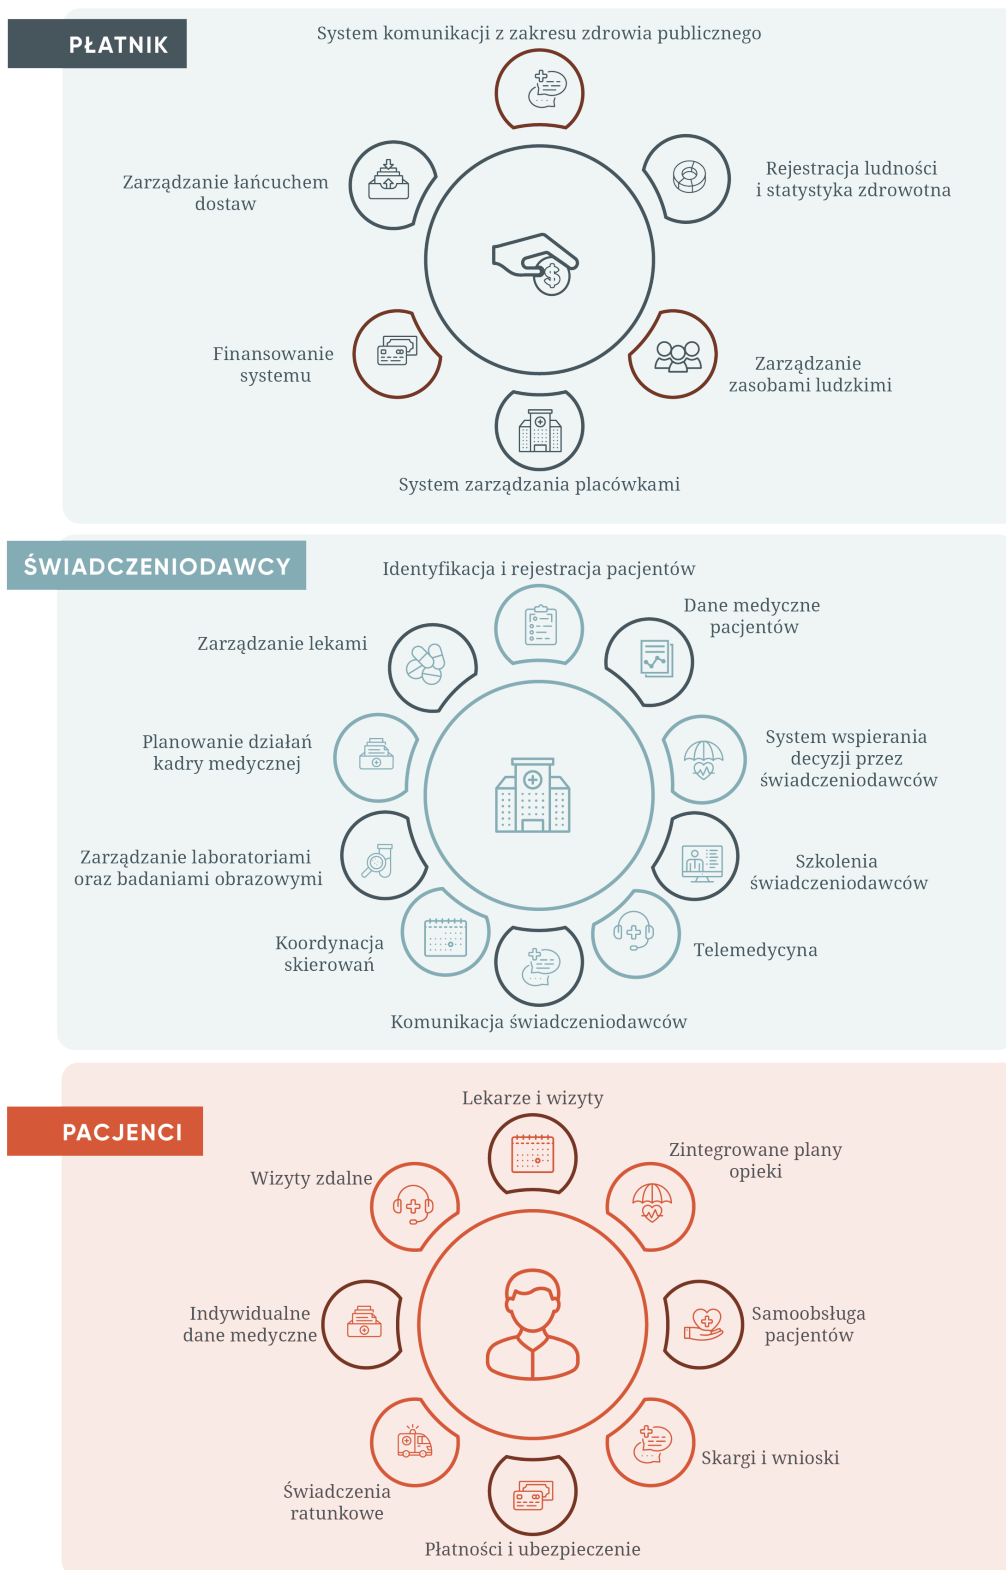 PŁATNIK
System komunikacji z zakresu zdrowia publicznego
Rejestracja ludności
i statystyka zdrowotna
Zarządzanie łańcuchem
dostaw
Finansowanie
systemu
Zarządzanie
zasobami ludzkimi
System zarządzania placówkami
ŚWIADCZENIODAWCY
Identyfikacja i rejestracja pacjentów
Dane medyczne
pacjentów
Zarządzanie lekami
Planowanie działań
kadry medycznej
System wspierania
decyzji przez
świadczeniodawców
Zarządzanie laboratoriami
oraz badaniami obrazowymi
Szkolenia
świadczeniodawców
Koordynacja
skierowań
Telemedycyna
Komunikacja świadczeniodawców
PACJENCI
Lekarze i wizyty
Zintegrowane plany
opieki
Wizyty zdalne
Indywidualne
dane medyczne
Samoobsługa
pacjentów
Skargi i wnioski
Świadczenia
ratunkowe
Płatności i ubezpieczenie